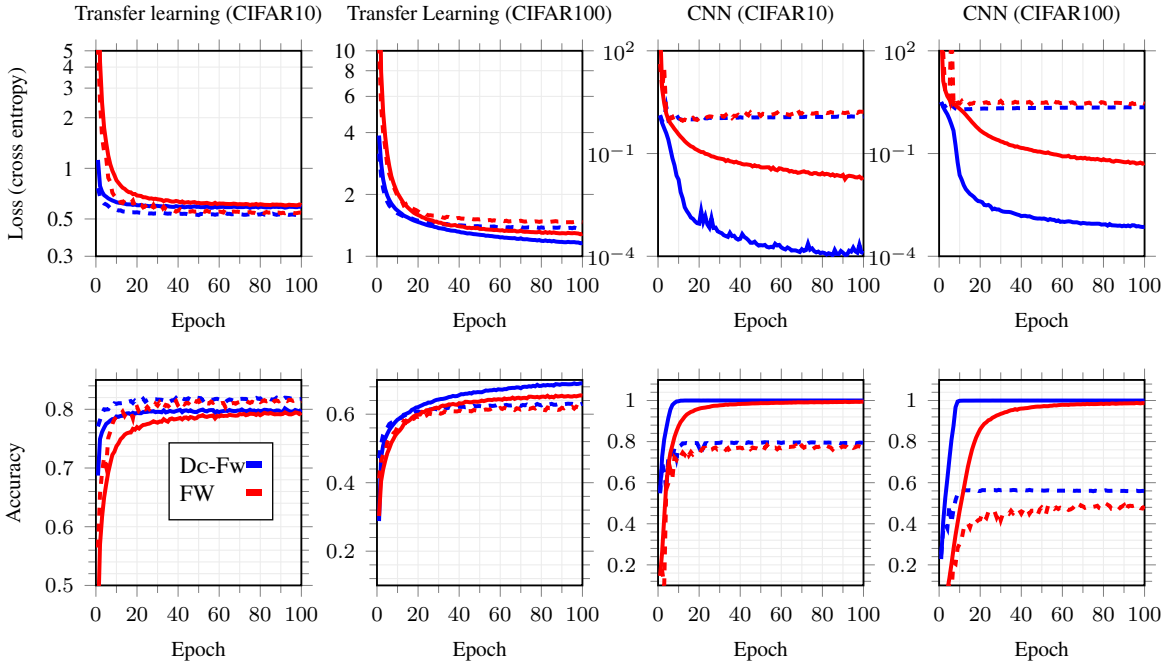 Transfer learning (CIFAR10)
Transfer Learning (CIFAR100)
CNN (CIFAR10)
CNN (CIFAR100)
Loss (cross entropy)
5
4
3
2
1
0.5
0.3
0 20 40 60 80 100
Epoch
10
8
6
4
2
1
0 20 40 60 80 100
Epoch
10^2
10^−1
10^−4
0 20 40 60 80 100
Epoch
10^2
10^−1
10^−4
0 20 40 60 80 100
Epoch
Accuracy
0.8
0.7
0.6
0.5
Dc-Fw
FW
0 20 40 60 80 100
Epoch
0.6
0.4
0.2
0 20 40 60 80 100
Epoch
1
0.8
0.6
0.4
0.2
0 20 40 60 80 100
Epoch
1
0.8
0.6
0.4
0.2
0 20 40 60 80 100
Epoch